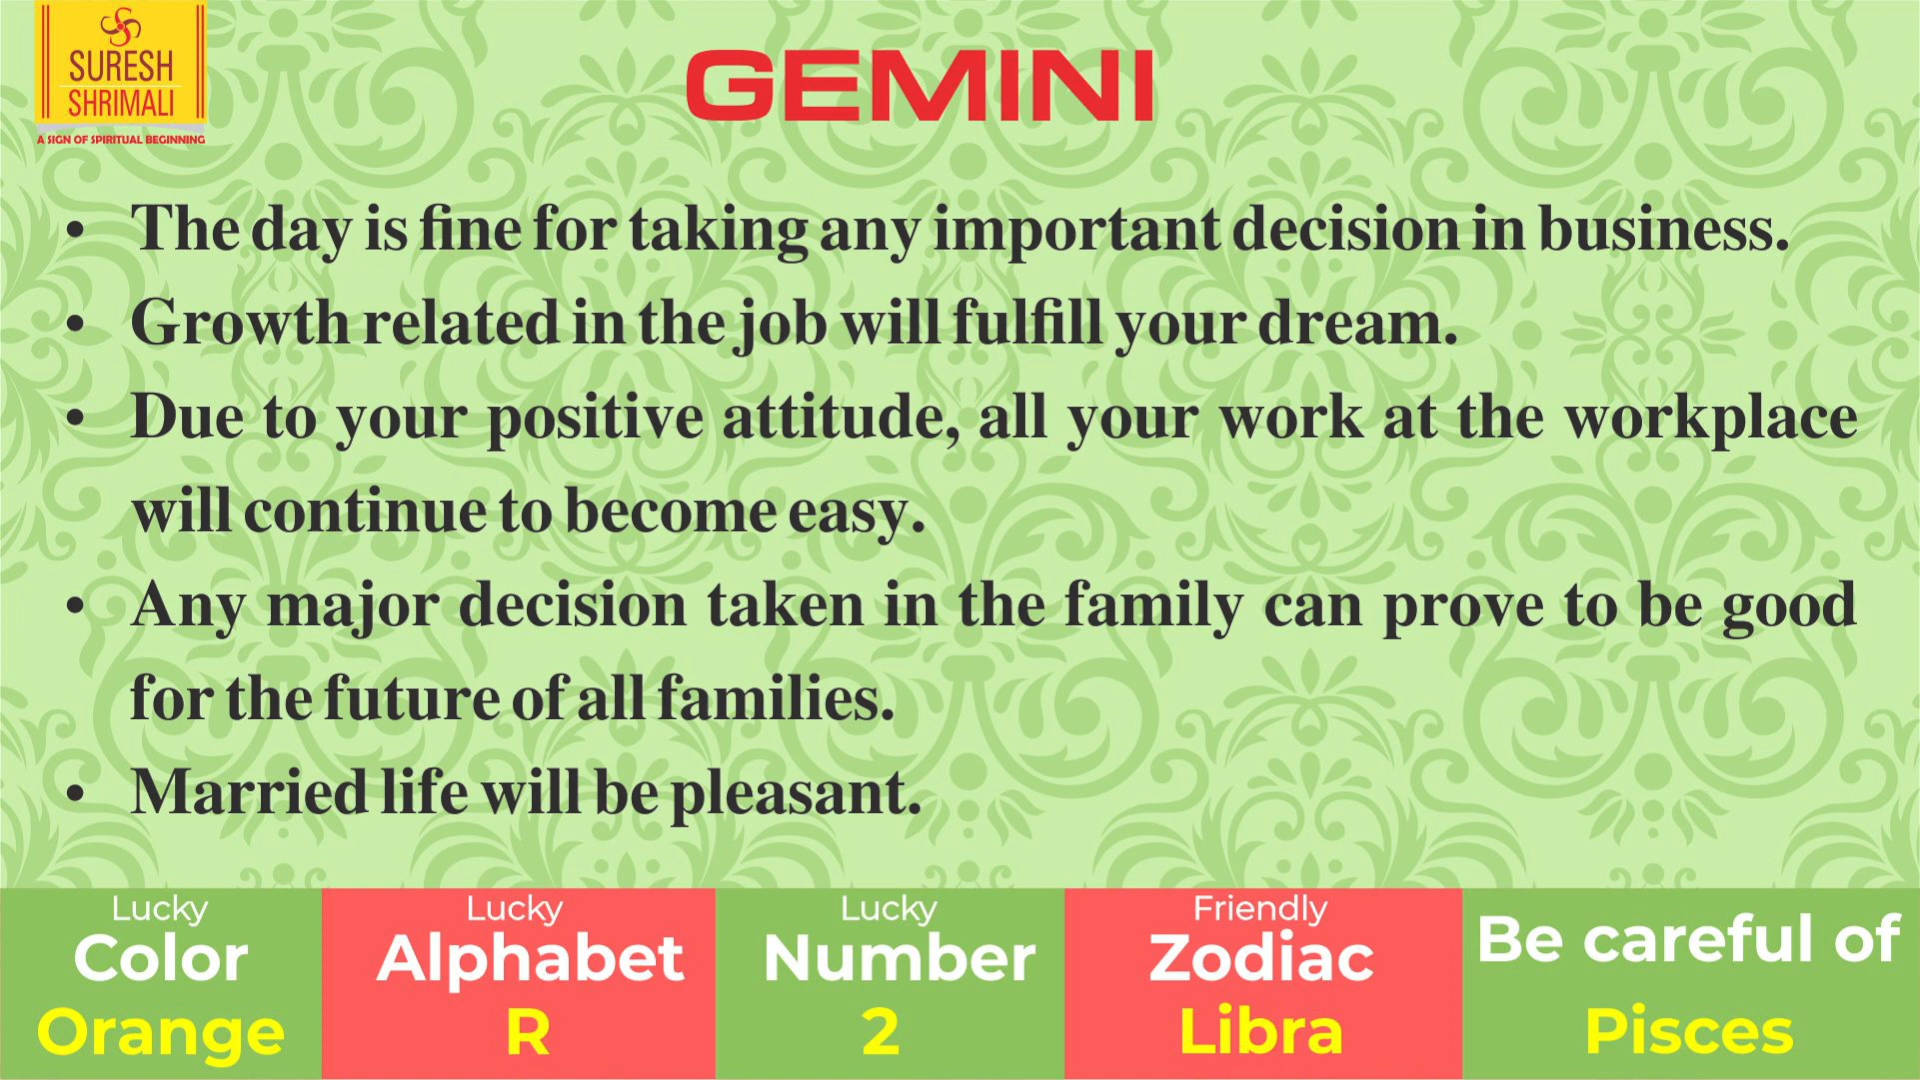 SURESH
SHRIMALI
A SIGN OF SPIRITUAL BEGINNING
GEMINI
• The day is fine for taking any important decision in business.
• Growth related in the job will fulfill your dream.
• Due to your positive attitude, all your work at the workplace
will continue to become easy.
• Any major decision taken in the family can prove to be good
for the future of all families.
• Married life will be pleasant.
Lucky
Color
Orange
Lucky
Alphabet
R
Lucky
Number
2
Friendly
Zodiac
Libra
Be careful of
Pisces